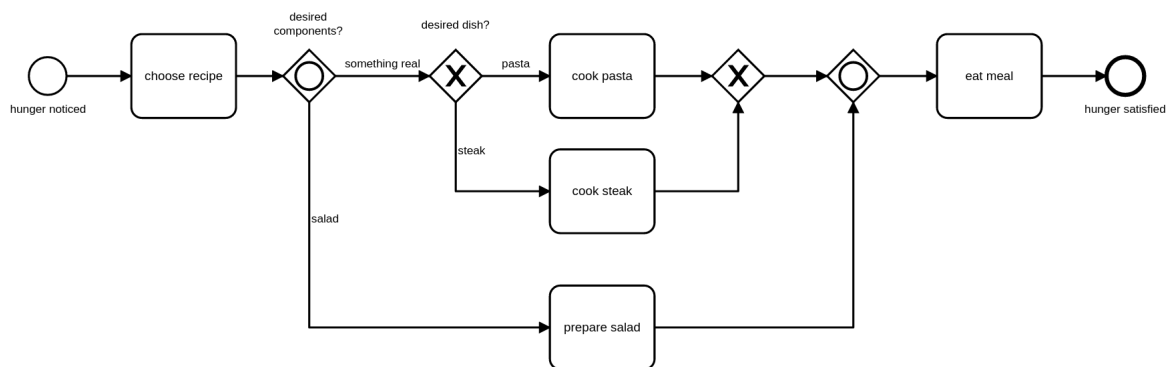 desired
components?
desired dish?
choose recipe
something real
pasta
cook pasta
eat meal
hunger noticed
hunger satisfied
steak
cook steak
salad
prepare salad